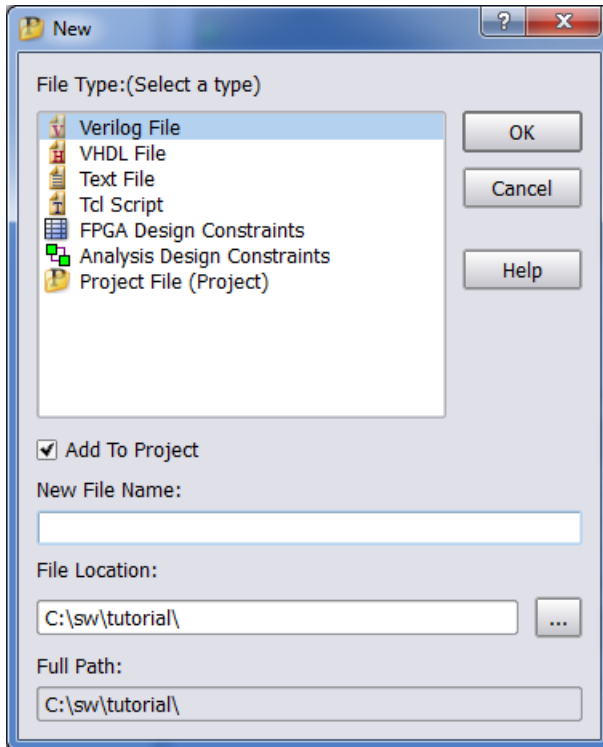 New
?
X
File Type:(Select a type)
Verilog File
VHDL File
Text File
Tcl Script
FPGA Design Constraints
Analysis Design Constraints
Project File (Project)
OK
Cancel
Help
Add To Project
New File Name:
File Location:
C:\sw\tutorial\
...
Full Path:
C:\sw\tutorial\